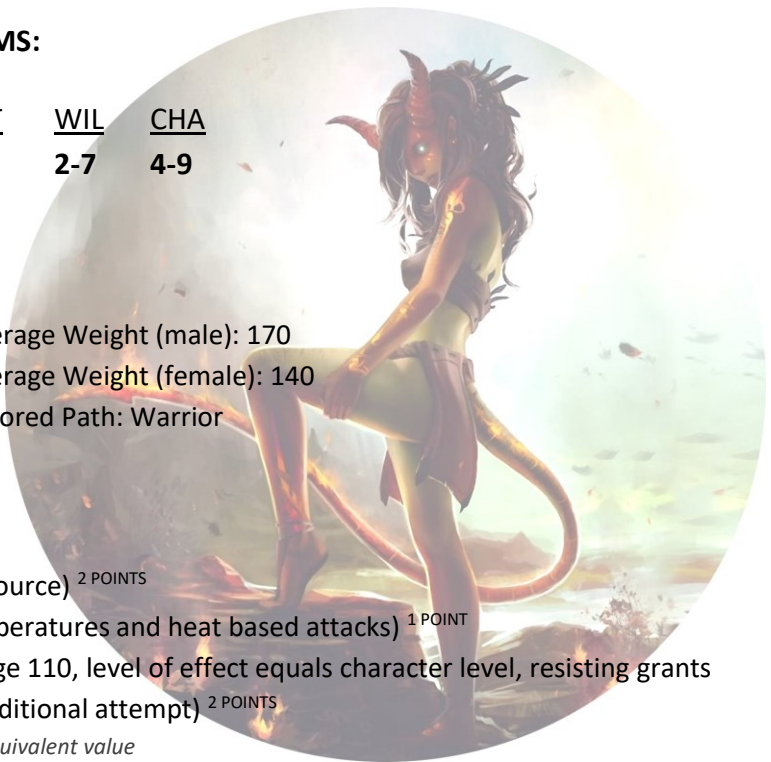 MS:
WIL CHA
2-7 4-9
erage Weight (male): 170
erage Weight (female): 140
ored Path: Warrior
ource) 2 POINTS
peratures and heat based attacks) 1 POINT
ge 110, level of effect equals character level, resisting grants
ditional attempt) 2 POINTS
quivalent value